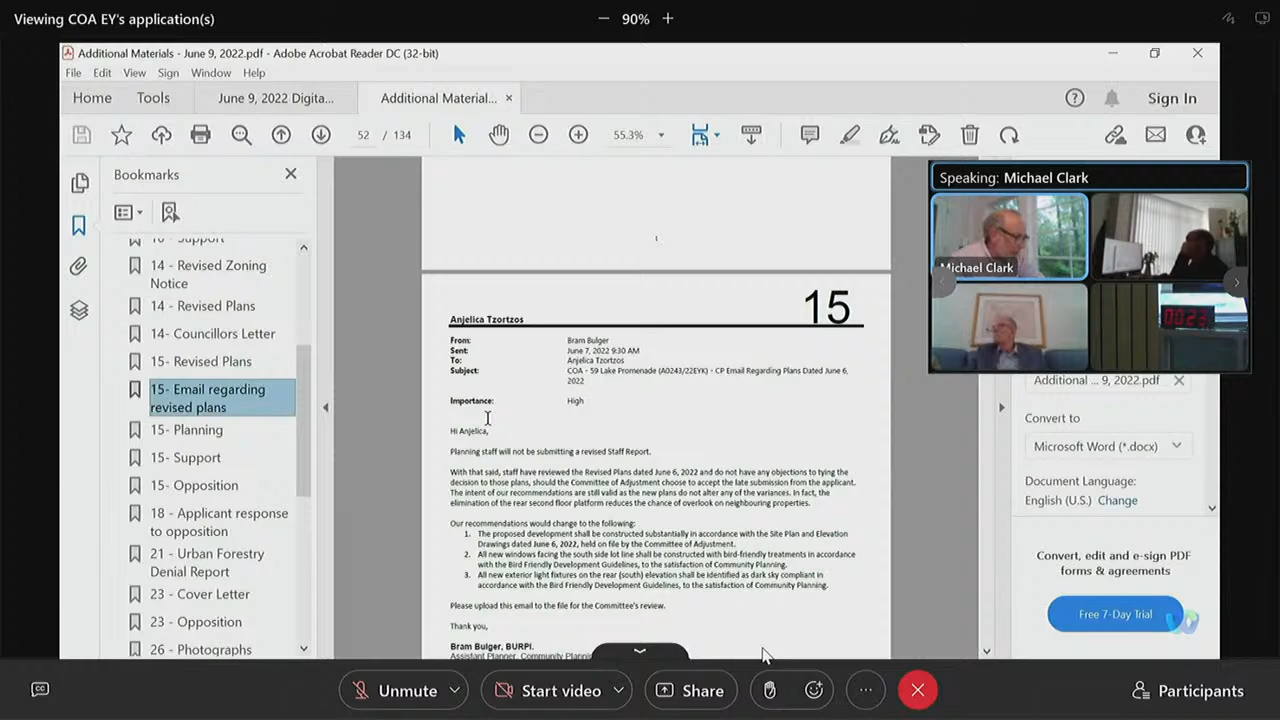 Viewing COA EY's application(s)
90%
Additional Materials - June 9, 2022.pdf - Adobe Acrobat Reader DC (32-bit)
File Edit View Sign Window Help
Home Tools June 9, 2022 Digita... Additional Material... Sign In
52 / 134 55.3%
Bookmarks
16 - Support
14 - Revised Zoning
Notice
14 - Revised Plans
14- Councillors Letter
15- Revised Plans
15- Email regarding
revised plans
15- Planning
15- Support
15- Opposition
18 - Applicant response
to opposition
21 - Urban Forestry
Denial Report
23 - Cover Letter
23 - Opposition
26 - Photographs
15
Anjelica Tzortzos
From: Bram Bulger
Sent: June 7, 2022 9:30 AM
To: Anjelica Tzortzos
Subject: COA - 59 Lake Promenade (A0243/22EYK) - CP Email Regarding Plans Dated June 6,
2022
Importance: High
Hi Anjelica,
Planning staff will not be submitting a revised Staff Report.
With that said, staff have reviewed the Revised Plans dated June 6, 2022 and do not have any objections to tying the
decision to those plans, should the Committee of Adjustment choose to accept the late submission from the applicant.
The intent of our recommendations are still valid as the new plans do not alter any of the variances. In fact, the
elimination of the rear second floor platform reduces the chance of overlook on neighbouring properties.
Our recommendations would change to the following:
1. The proposed development shall be constructed substantially in accordance with the Site Plan and Elevation
Drawings dated June 6, 2022, held on file by the Committee of Adjustment.
2. All new windows facing the south side lot line shall be constructed with bird-friendly treatments in accordance
with the Bird Friendly Development Guidelines, to the satisfaction of Community Planning.
3. All new exterior light fixtures on the rear (south) elevation shall be identified as dark sky compliant in
accordance with the Bird Friendly Development Guidelines, to the satisfaction of Community Planning.
Please upload this email to the file for the Committee's review.
Thank you,
Bram Bulger, BURPl.
Assistant Planner, Community Planni
Speaking: Michael Clark
Michael Clark
00:23
Additional ... 9, 2022.pdf
Convert to
Microsoft Word (*.docx)
Document Language:
English (U.S.) Change
Convert, edit and e-sign PDF
forms & agreements
Free 7-Day Trial
Unmute Start video Share Participants